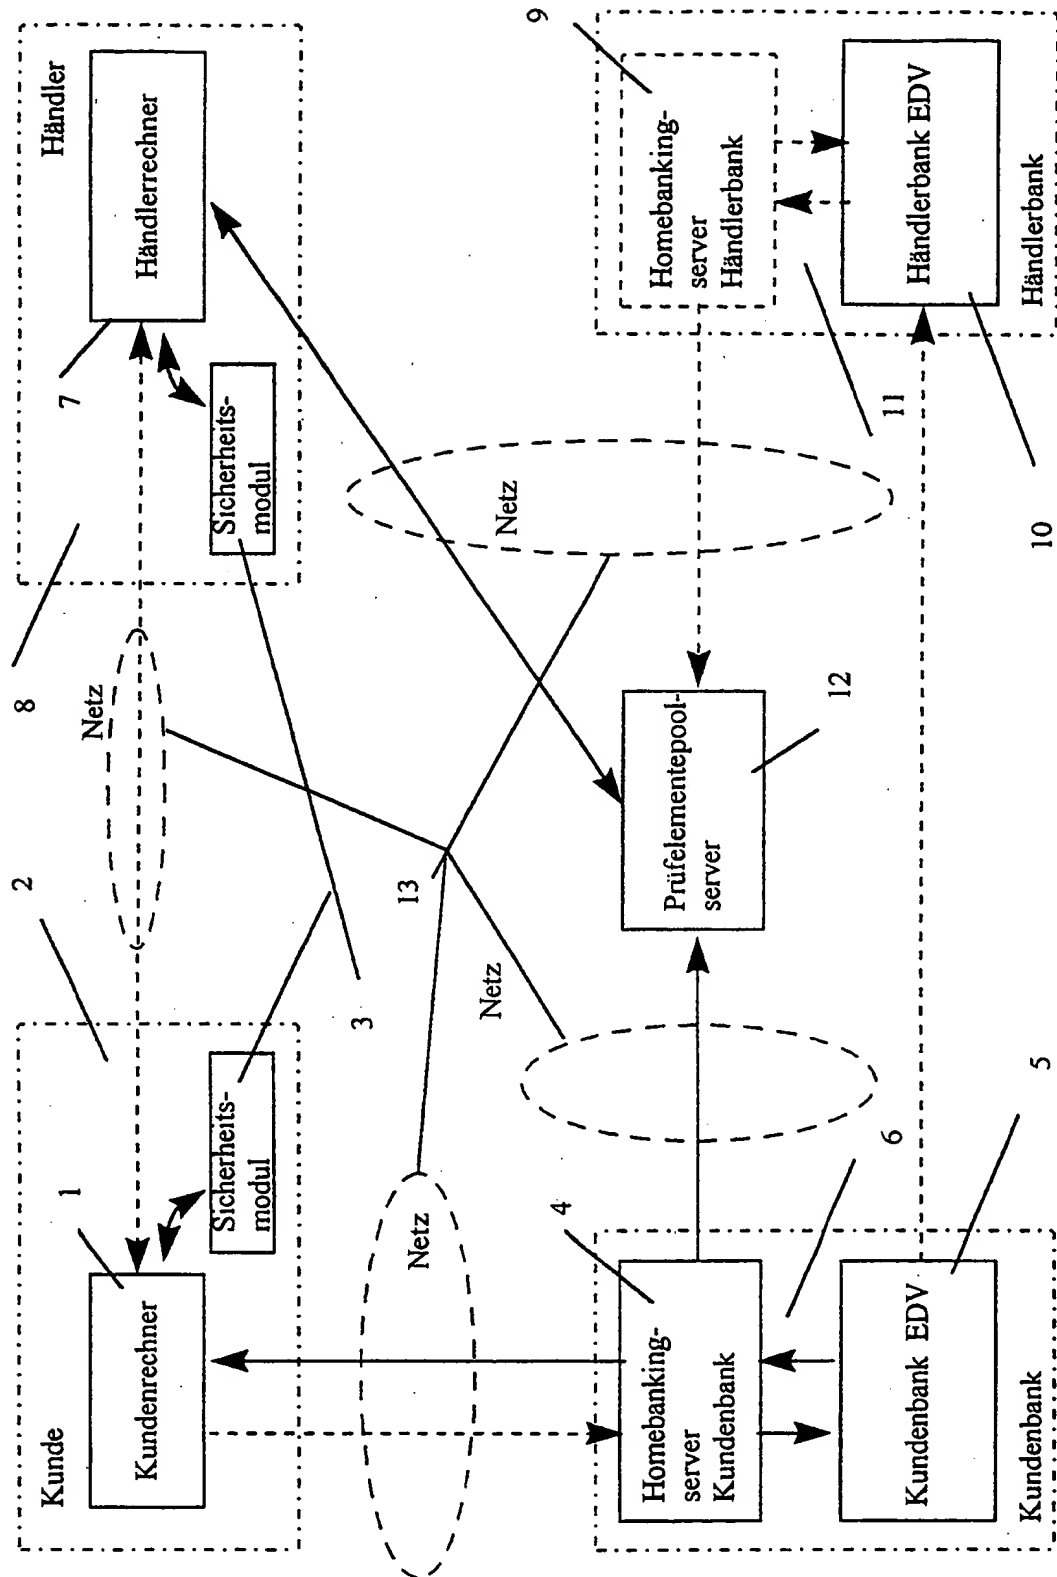 Kunde
Kundenrechner
1
Sicherheits-
modul
2
Netz
8
Händler
Händlerrechner
7
Sicherheits-
modul
3
Netz
13
Netz
Netz
4
Homebanking-
server
Kundenbank
6
Kundenbank EDV
5
Kundenbank
Prüfelementepool-
server
12
9
Homebanking-
server
Händlerbank
11
Händlerbank EDV
10
Händlerbank